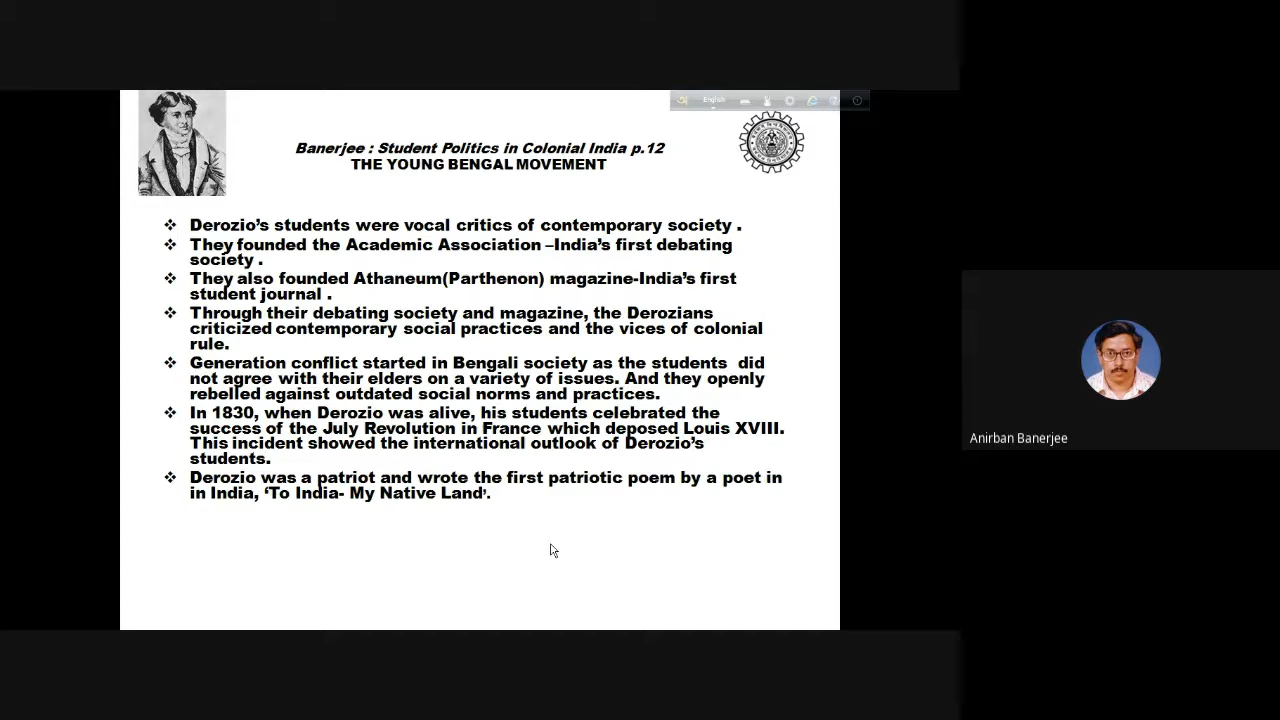 English
Banerjee : Student Politics in Colonial India p.12
THE YOUNG BENGAL MOVEMENT
❖ Derozio’s students were vocal critics of contemporary society .
❖ They founded the Academic Association –India’s first debating
society .
❖ They also founded Athaneum(Parthenon) magazine-India’s first
student journal .
❖ Through their debating society and magazine, the Derozians
criticized contemporary social practices and the vices of colonial
rule.
❖ Generation conflict started in Bengali society as the students did
not agree with their elders on a variety of issues. And they openly
rebelled against outdated social norms and practices.
❖ In 1830, when Derozio was alive, his students celebrated the
success of the July Revolution in France which deposed Louis XVIII.
This incident showed the international outlook of Derozio’s
students.
❖ Derozio was a patriot and wrote the first patriotic poem by a poet in
in India, ‘To India- My Native Land’.
Anirban Banerjee